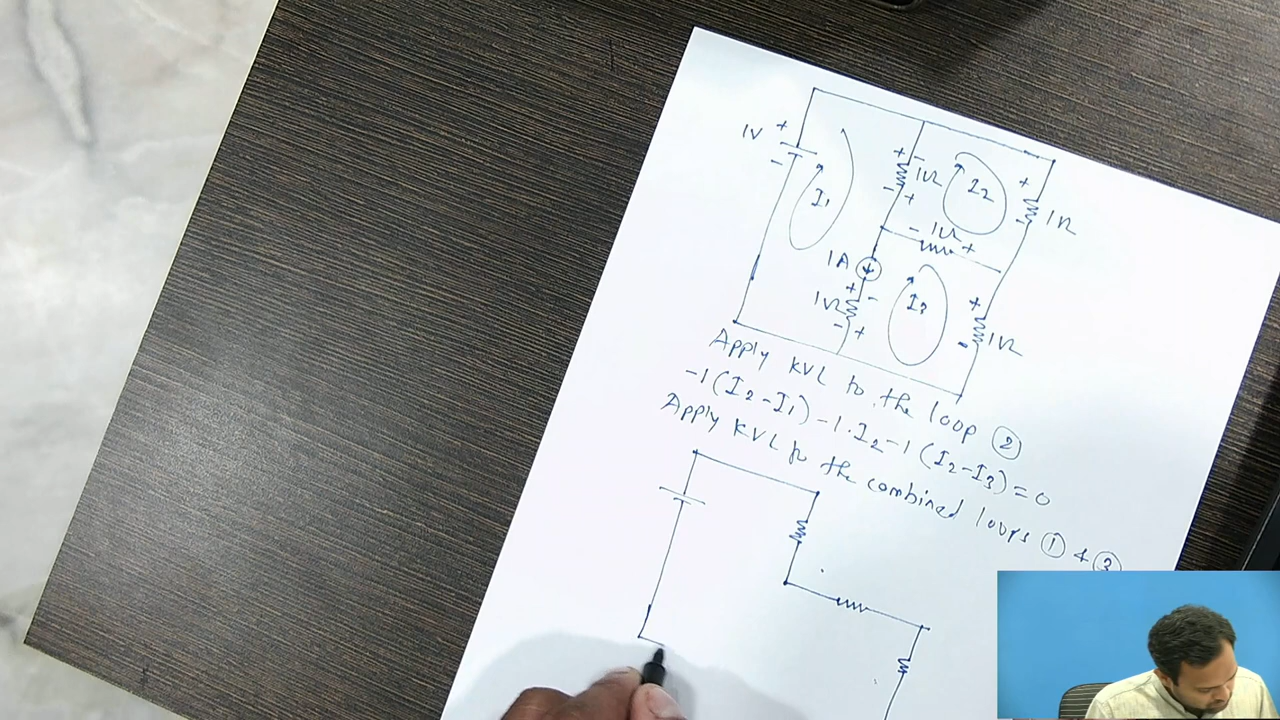 1V + -
I₁
+ - 1Ω - +
I₂
+ - 1Ω
- 1Ω +
1A
1Ω + - - +
I₃
+ - 1Ω
Apply KVL to the loop ②
-1(I₂-I₁)-1.I₂-1(I₂-I₃)=0
Apply KVL to the combined loops ① & ③